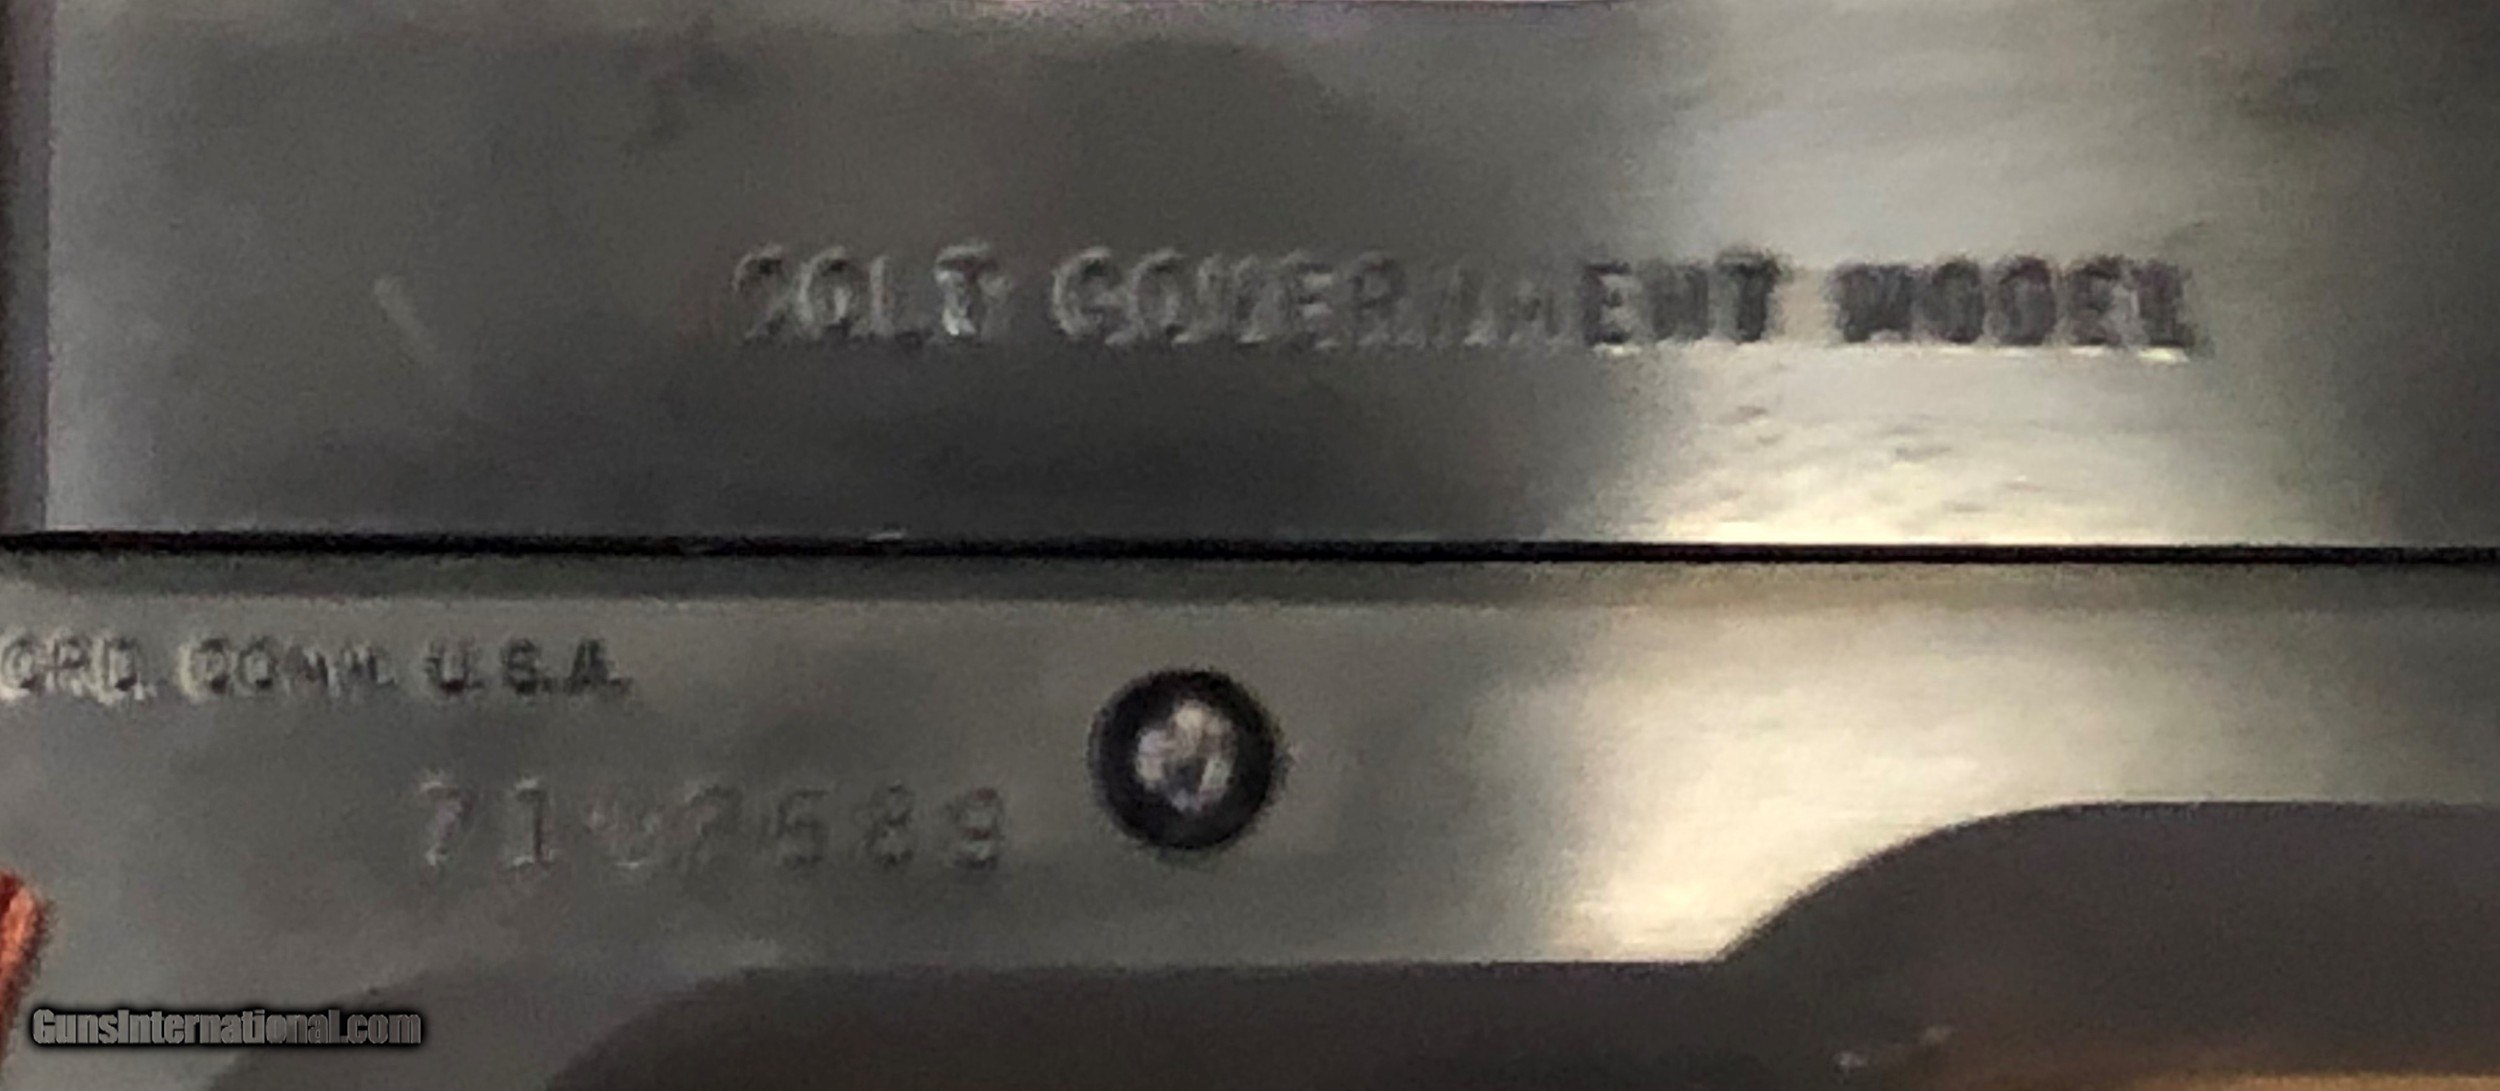 COLT GOVERNMENT MODEL
ORD. CONN. U.S.A.
GunsInternational.com